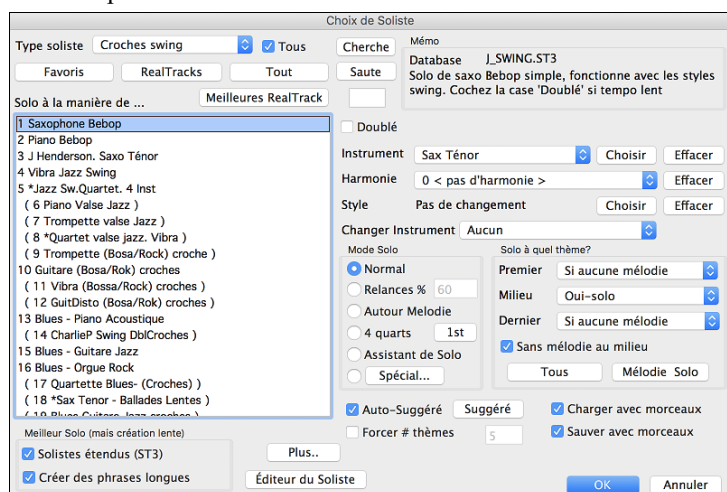 Choix de Soliste
Type soliste Croches swing Tous
Favoris RealTracks Tout
Solo à la manière de ... Meilleures RealTrack
1 Saxophone Bebop
2 Piano Bebop
3 J Henderson. Saxo Ténor
4 Vibra Jazz Swing
5 *Jazz Sw.Quartet. 4 Inst
( 6 Piano Valse Jazz )
( 7 Trompette valse Jazz )
( 8 *Quartet valse jazz. Vibra )
( 9 Trompette (Bosa/Rock) croche )
10 Guitare (Bosa/Rok) croches
( 11 Vibra (Bossa/Rock) croches )
( 12 GuitDisto (Bosa/Rock) croches )
13 Blues - Piano Acoustique
( 14 CharlieP Swing DblCroches )
15 Blues - Guitare Jazz
16 Blues - Orgue Rock
( 17 Quartette Blues- (Croches) )
( 18 *Sax Tenor - Ballades Lentes )
( 19 Blues Guitare Jazz croches )
Meilleur Solo (mais création lente)
Solistes étendus (ST3)
Créer des phrases longues
Cherche
Saute
Mémo
Database J_SWING.ST3
Solo de saxo Bebop simple, fonctionne avec les styles
swing. Cochez la case 'Doublé' si tempo lent
Doublé
Instrument Sax Ténor Choisir Effacer
Harmonie 0 < pas d'harmonie > Effacer
Style Pas de changement Choisir Effacer
Changer Instrument Aucun
Mode Solo
Normal
Relances % 60
Autour Melodie
4 quarts 1st
Assistant de Solo
Spécial...
Solo à quel thème?
Premier Si aucune mélodie
Milieu Oui-solo
Dernier Si aucune mélodie
Sans mélodie au milieu
Tous Mélodie Solo
Auto-Suggéré Suggéré
Forcer # thèmes 5
Charger avec morceaux
Sauver avec morceaux
Plus..
Éditeur du Soliste
OK Annuler